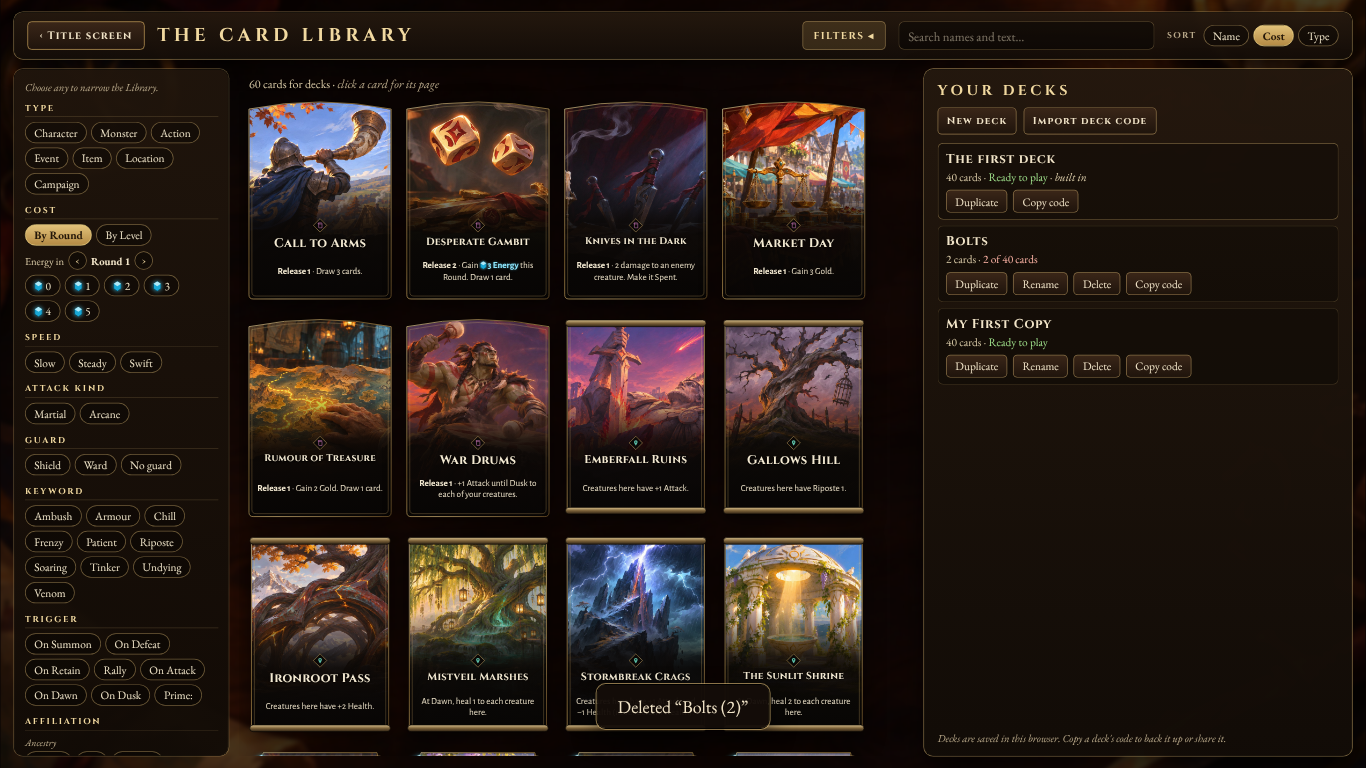 ‹ Title screen
The Card Library
Filters ◂
Search names and text...
Sort
Name
Cost
Type
Choose any to narrow the Library.
Type
Character
Monster
Action
Event
Item
Location
Campaign
Cost
By Round
By Level
Energy in ‹ Round 1 ›
0
1
2
3
4
5
Speed
Slow
Steady
Swift
Attack Kind
Martial
Arcane
Guard
Shield
Ward
No guard
Keyword
Ambush
Armour
Chill
Frenzy
Patient
Riposte
Soaring
Tinker
Undying
Venom
Trigger
On Summon
On Defeat
On Retain
Rally
On Attack
On Dawn
On Dusk
Prime:
Affiliation
Ancestry
60 cards for decks · click a card for its page
Call to Arms
Release 1 · Draw 3 cards.
Desperate Gambit
Release 2 · Gain 3 Energy this
Round. Draw 1 card.
Knives in the Dark
Release 1 · 2 damage to an enemy
creature. Make it Spent.
Market Day
Release 1 · Gain 3 Gold.
Rumour of Treasure
Release 1 · Gain 2 Gold. Draw 1 card.
War Drums
Release 1 · +1 Attack until Dusk to
each of your creatures.
Emberfall Ruins
Creatures here have +1 Attack.
Gallows Hill
Creatures here have Riposte 1.
Ironroot Pass
Creatures here have +2 Health.
Mistveil Marshes
At Dawn, heal 1 to each creature
here.
Stormbreak Crags
The Sunlit Shrine
heal 2 to each creature
here.
Deleted “Bolts (2)”
Your Decks
New deck
Import deck code
The first deck
40 cards · Ready to play · built in
Duplicate
Copy code
Bolts
2 cards · 2 of 40 cards
Duplicate
Rename
Delete
Copy code
My First Copy
40 cards · Ready to play
Duplicate
Rename
Delete
Copy code
Decks are saved in this browser. Copy a deck's code to back it up or share it.